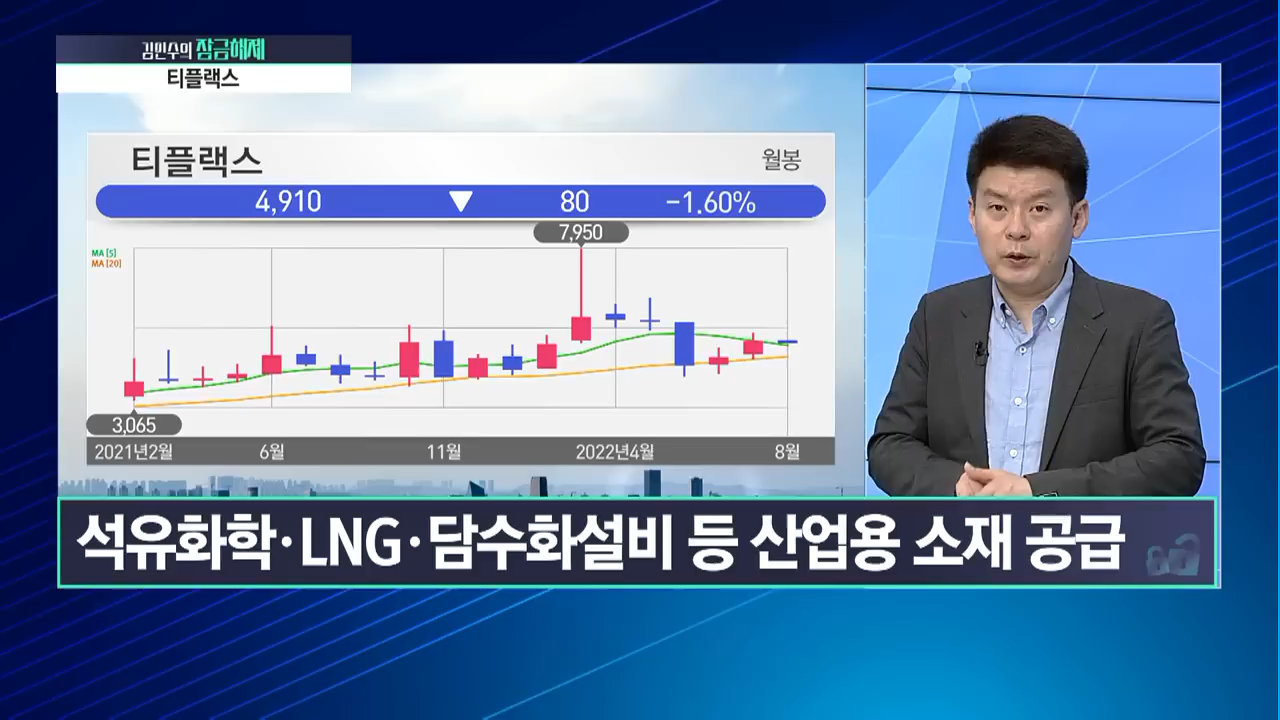 김민수의 잠금해제
티플랙스
티플랙스
월봉
4,910 ▼ 80 -1.60%
7,950
MA [5]
MA [20]
3,065
2021년2월 6월 11월 2022년4월 8월
석유화학·LNG·담수화설비 등 산업용 소재 공급